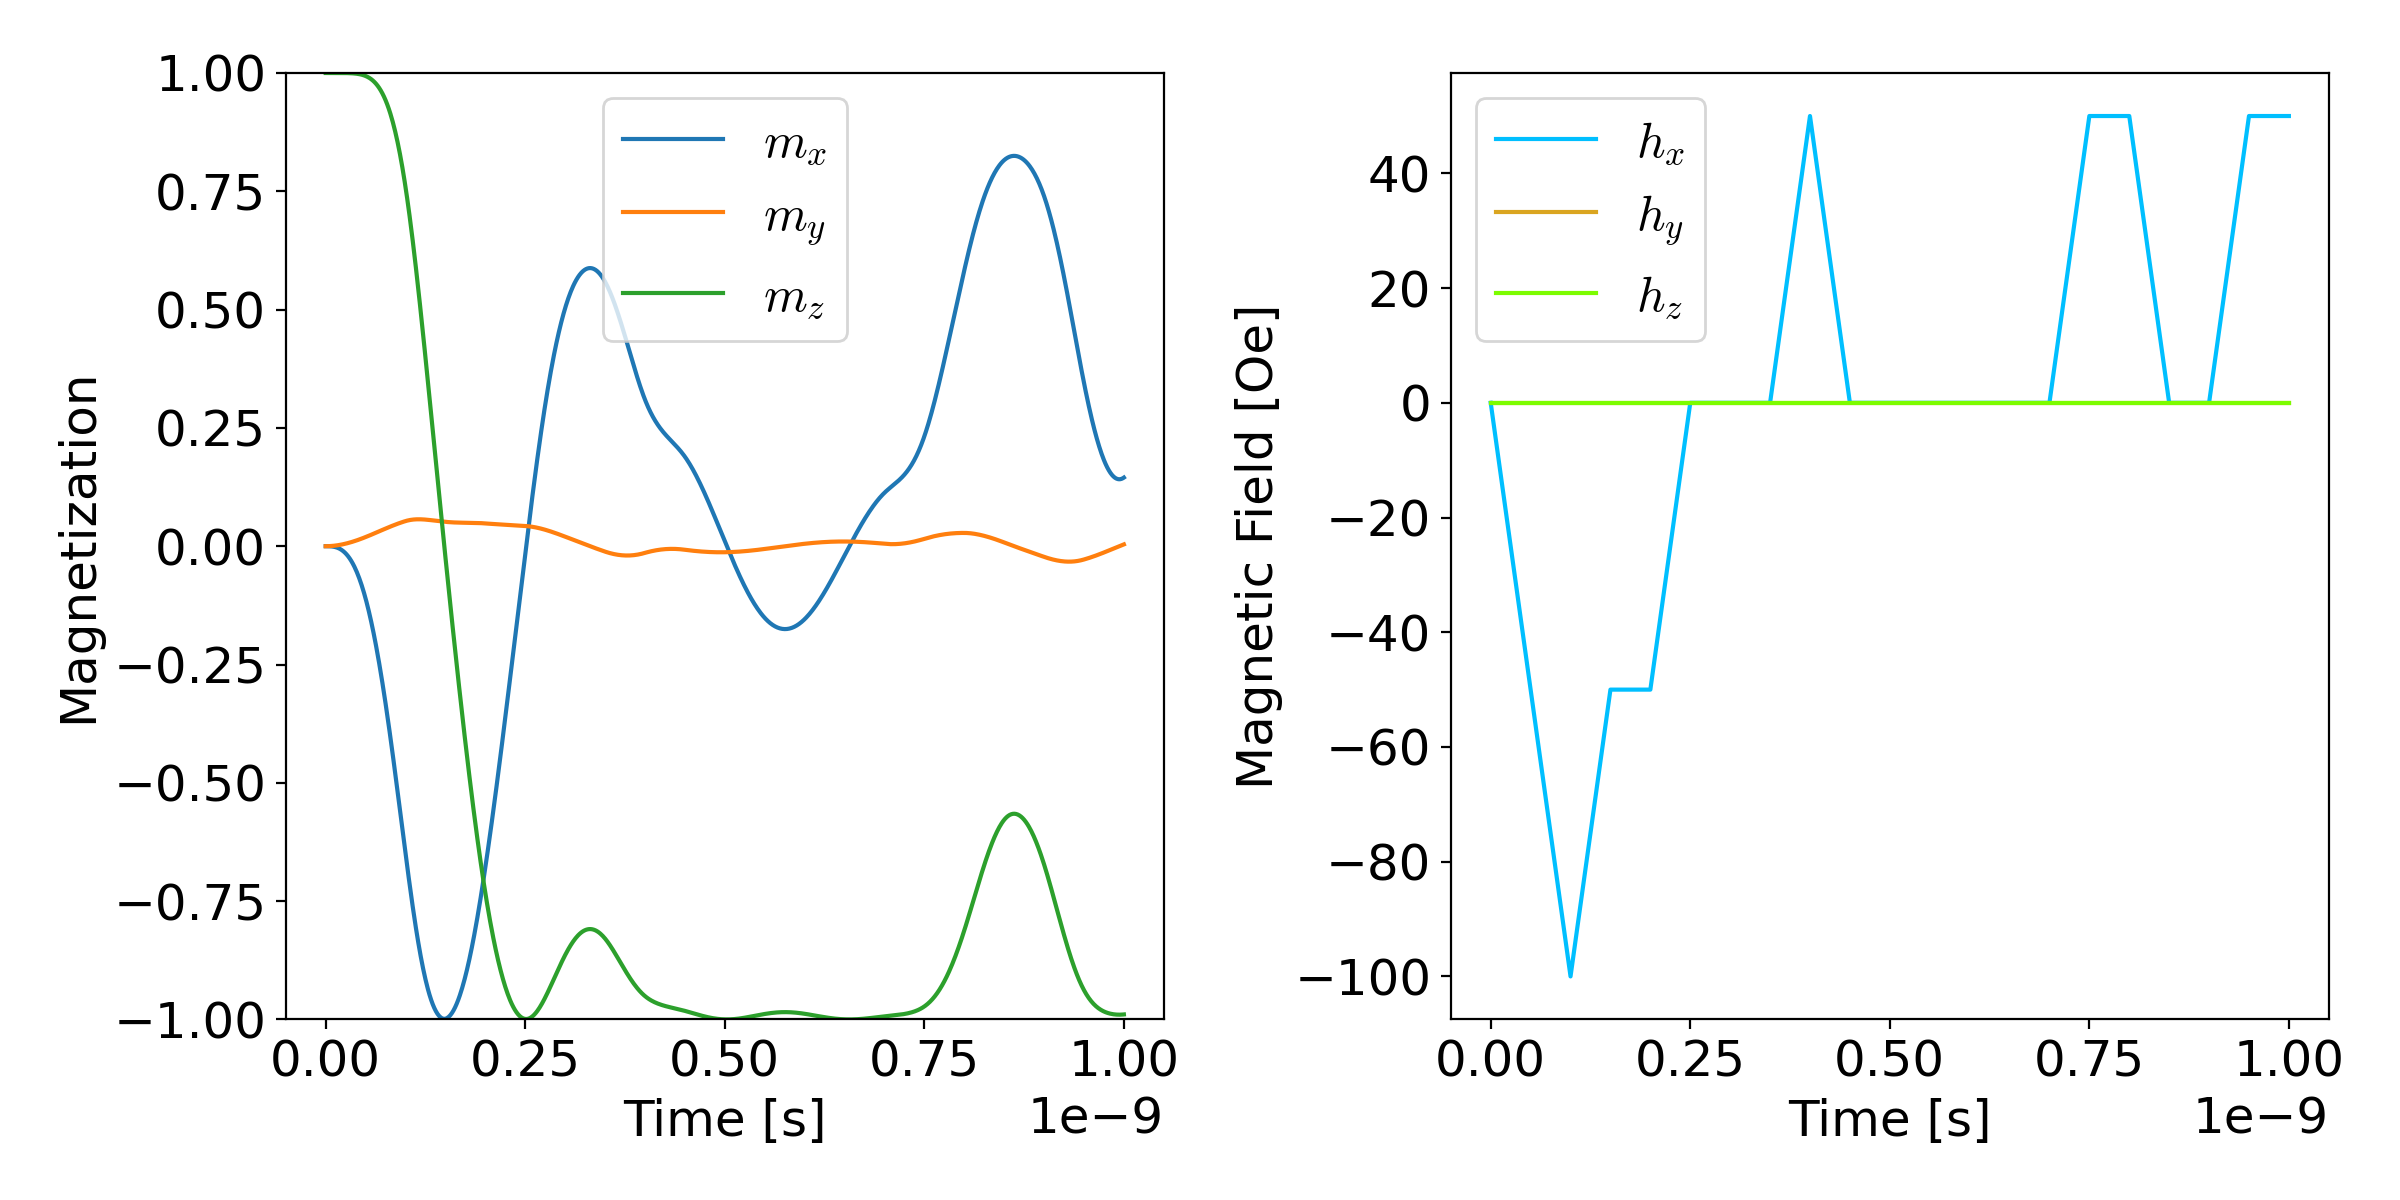 Magnetization
1.00
0.75
0.50
0.25
0.00
−0.25
−0.50
−0.75
−1.00
0.00 0.25 0.50 0.75 1.00
Time [s]
1e−9
m_x
m_y
m_z
Magnetic Field [Oe]
40
20
0
−20
−40
−60
−80
−100
0.00 0.25 0.50 0.75 1.00
Time [s]
1e−9
h_x
h_y
h_z